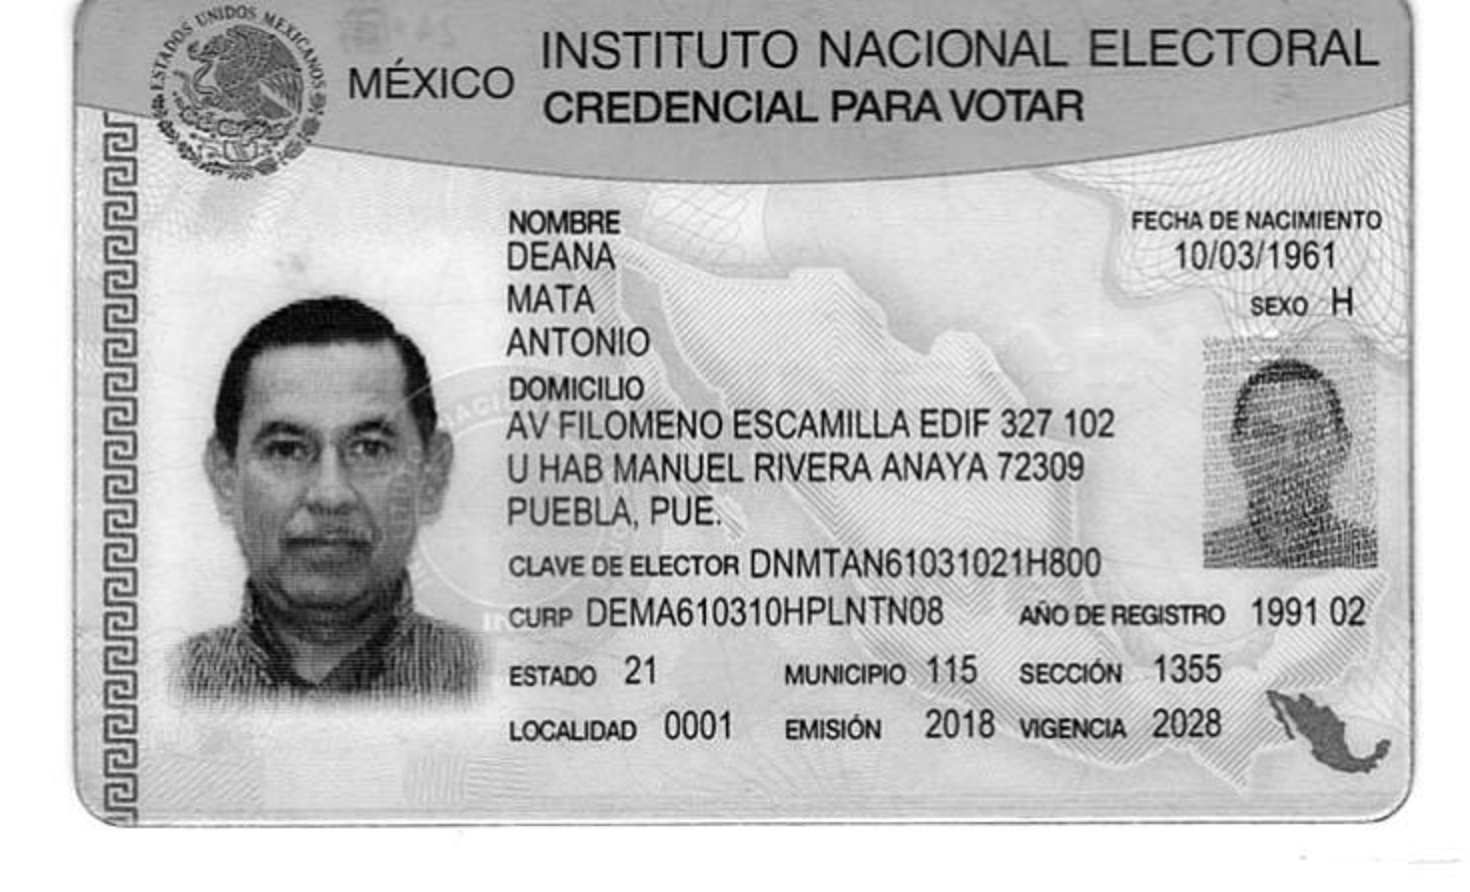 ESTADOS UNIDOS MEXICANOS
MÉXICO
INSTITUTO NACIONAL ELECTORAL
CREDENCIAL PARA VOTAR
NOMBRE
DEANA
MATA
ANTONIO
FECHA DE NACIMIENTO
10/03/1961
SEXO H
DOMICILIO
AV FILOMENO ESCAMILLA EDIF 327 102
U HAB MANUEL RIVERA ANAYA 72309
PUEBLA, PUE.
CLAVE DE ELECTOR DNMTAN61031021H800
CURP DEMA610310HPLNTN08 AÑO DE REGISTRO 1991 02
ESTADO 21 MUNICIPIO 115 SECCIÓN 1355
LOCALIDAD 0001 EMISIÓN 2018 VIGENCIA 2028